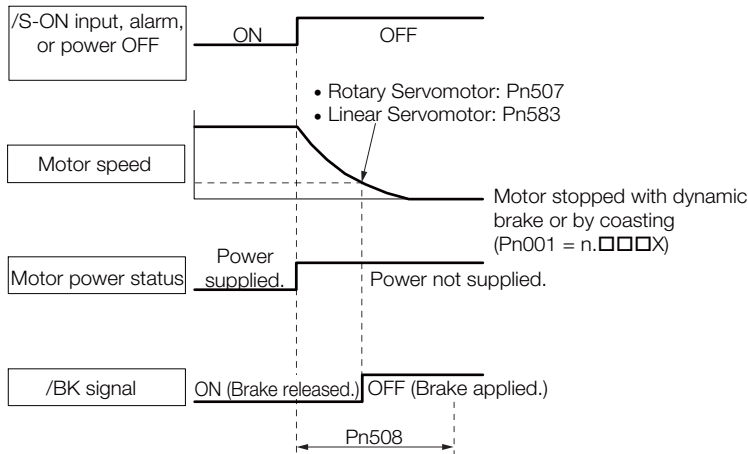 /S-ON input, alarm,
or power OFF
ON
OFF
• Rotary Servomotor: Pn507
• Linear Servomotor: Pn583
Motor speed
Motor stopped with dynamic
brake or by coasting
(Pn001 = n.□□□X)
Motor power status
Power
supplied.
Power not supplied.
/BK signal
ON (Brake released.)
OFF (Brake applied.)
Pn508